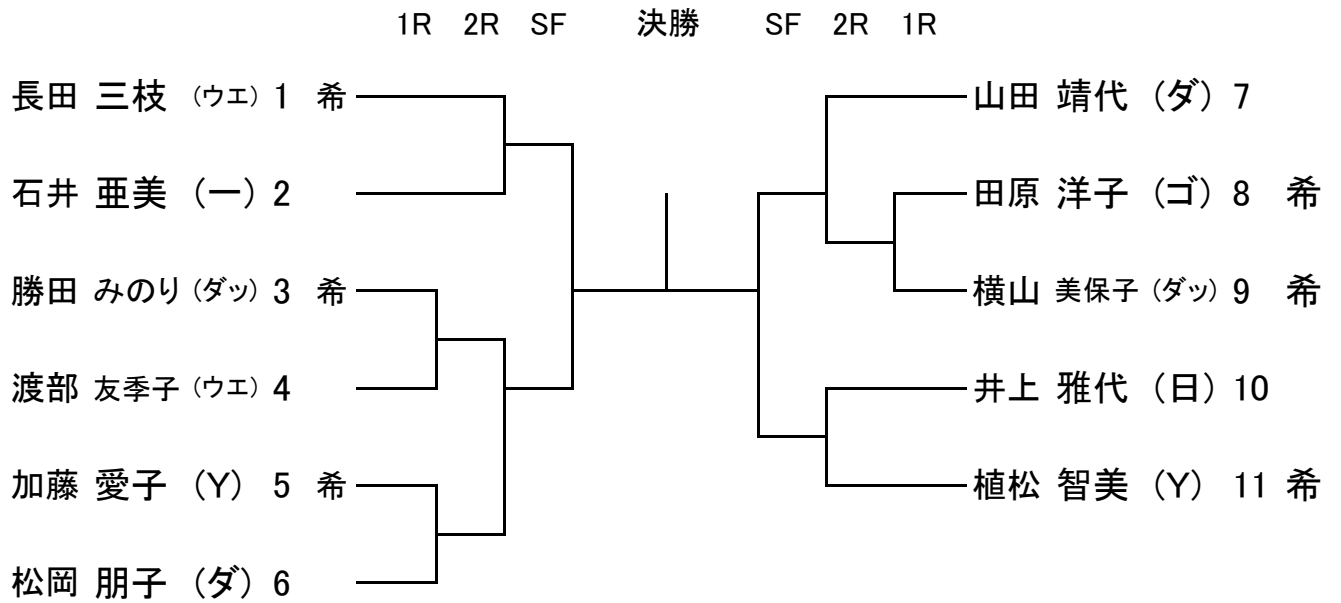 1R 2R SF 決勝 SF 2R 1R
長田 三枝 (ウエ) 1 希 山田 靖代 (ダ) 7
石井 亜美 (一) 2 田原 洋子 (ゴ) 8 希
勝田 みのり (ダッ) 3 希 横山 美保子 (ダッ) 9 希
渡部 友季子 (ウエ) 4 井上 雅代 (日) 10
加藤 愛子 (Y) 5 希 植松 智美 (Y) 11 希
松岡 朋子 (ダ) 6